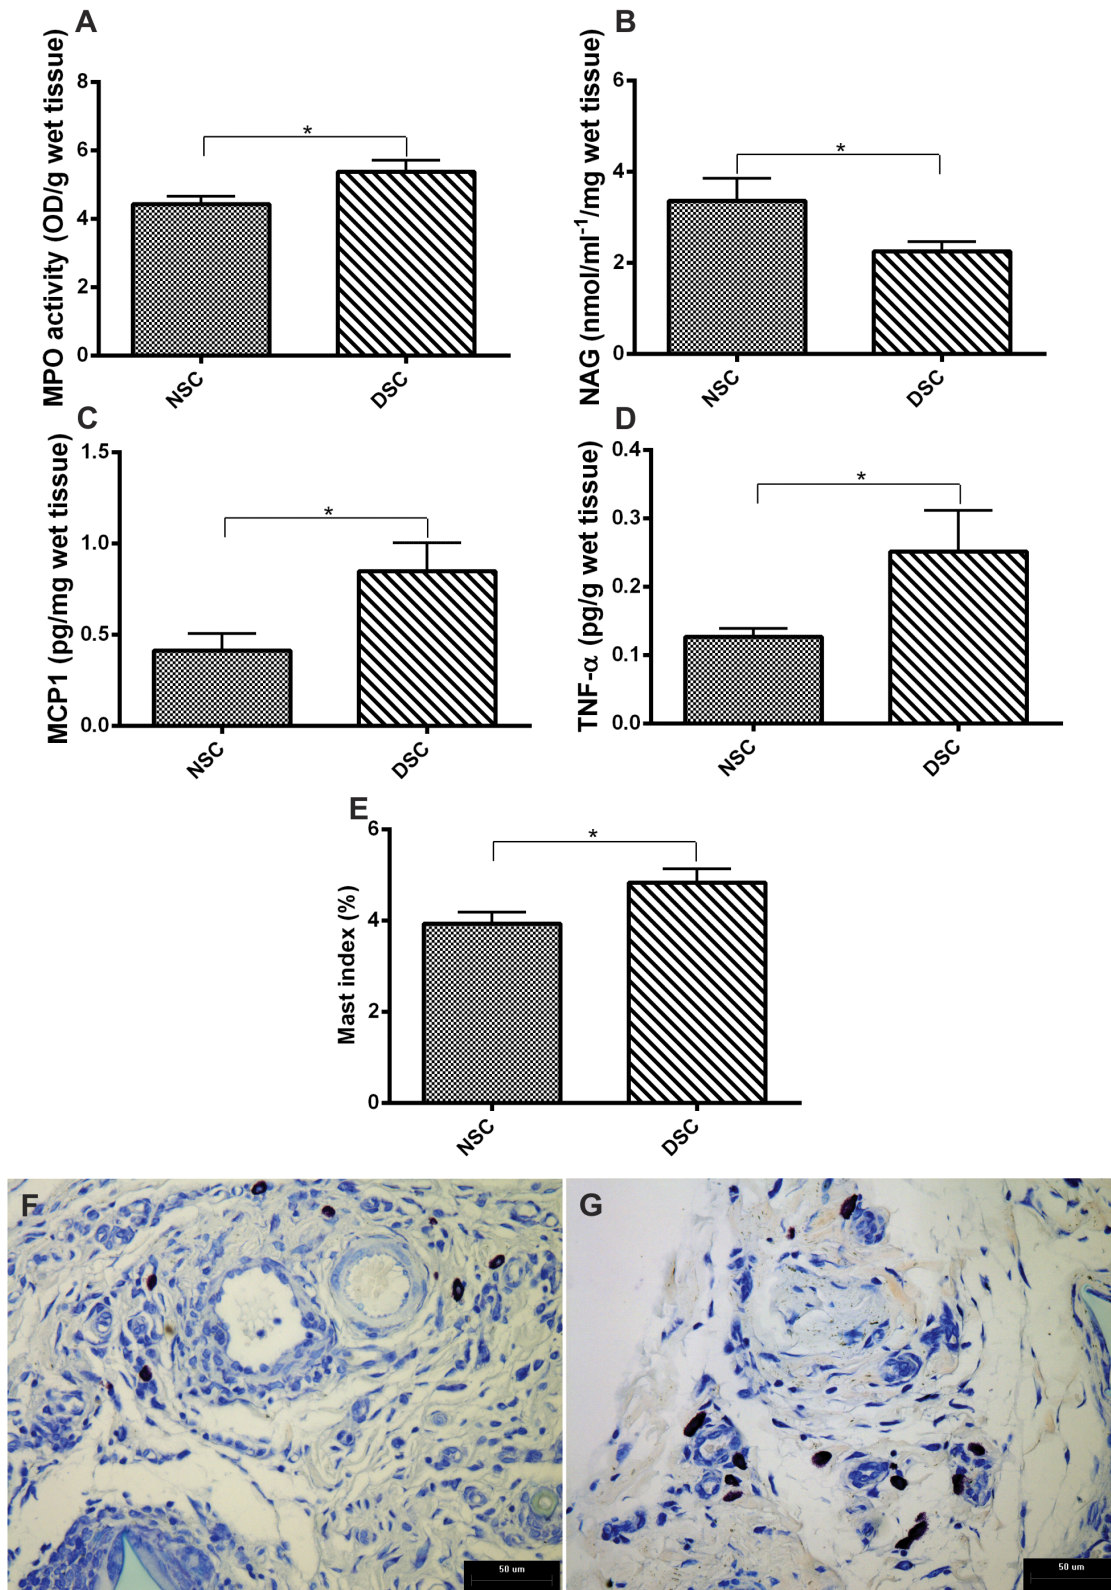 A
MPO activity (OD/g wet tissue)
8
6
4
2
0
*
NSC
DSC
B
NAG (nmol/ml⁻¹/mg wet tissue)
6
4
2
0
*
NSC
DSC
C
MCP1 (pg/mg wet tissue)
1.5
1.0
0.5
0.0
*
NSC
DSC
D
TNF-α (pg/g wet tissue)
0.4
0.3
0.2
0.1
0.0
*
NSC
DSC
E
Mast index (%)
6
4
2
0
*
NSC
DSC
F
50 um
G
50 um